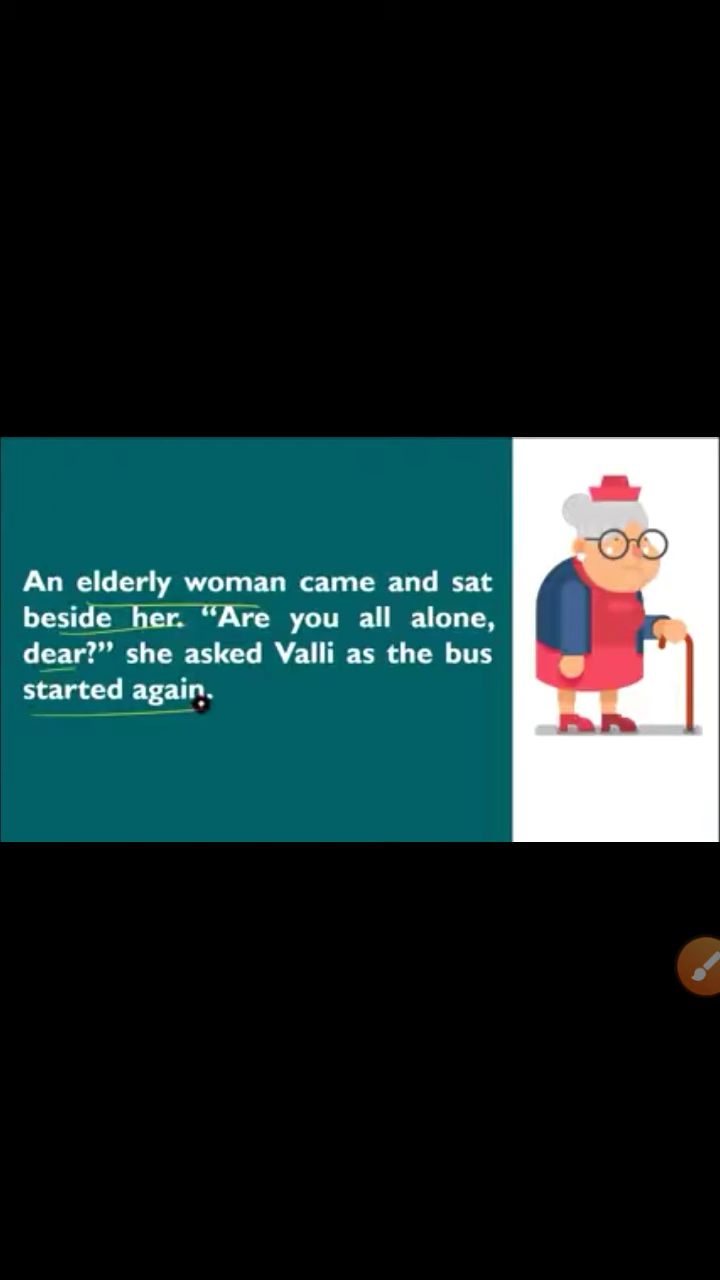 An elderly woman came and sat
beside her. “Are you all alone,
dear?” she asked Valli as the bus
started again.